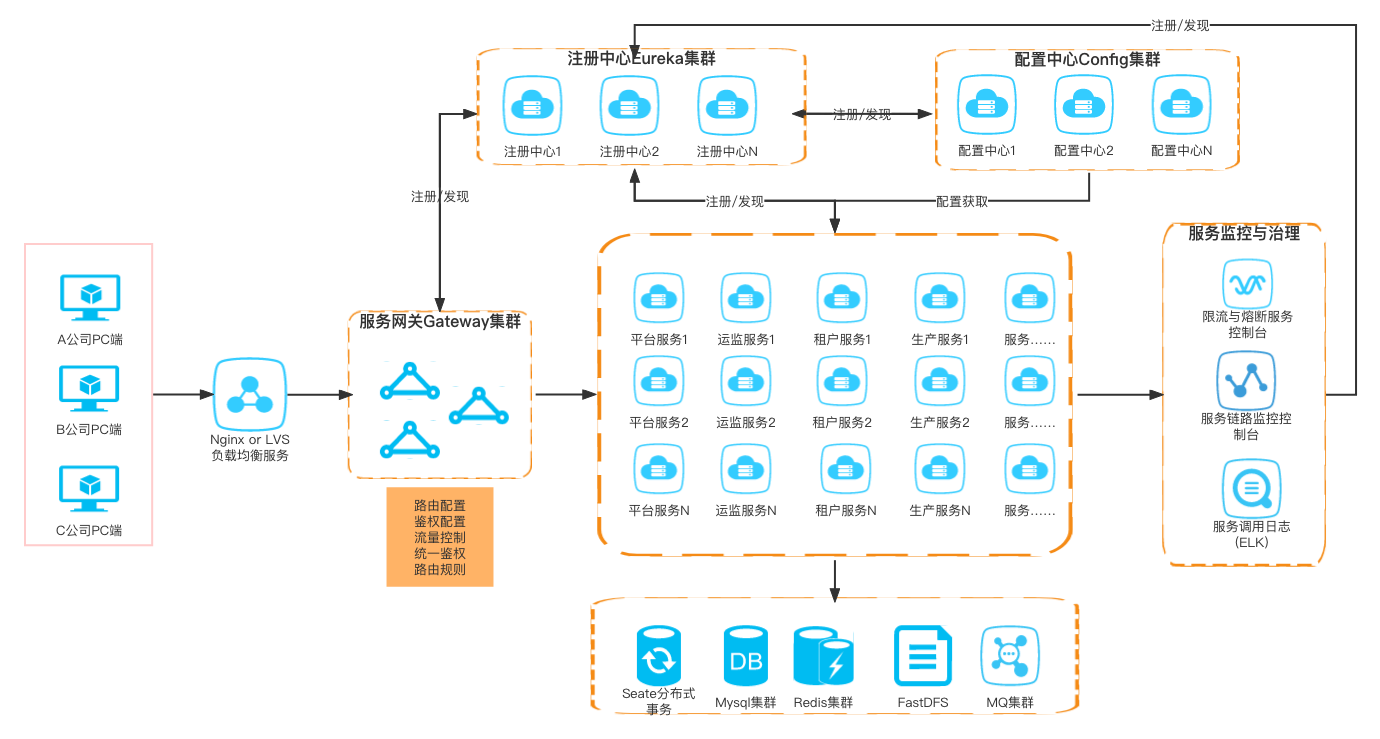 注册/发现
注册中心Eureka集群
注册中心1
注册中心2
注册中心N
注册/发现
配置中心Config集群
配置中心1
配置中心2
配置中心N
注册/发现
注册/发现
配置获取
A公司PC端
B公司PC端
C公司PC端
Nginx or LVS
负载均衡服务
服务网关Gateway集群
路由配置
鉴权配置
流量控制
统一鉴权
路由规则
平台服务1
运监服务1
租户服务1
生产服务1
服务……
平台服务2
运监服务2
租户服务2
生产服务2
服务……
平台服务N
运监服务N
租户服务N
生产服务N
服务……
服务监控与治理
限流与熔断服务
控制台
服务链路监控控
制台
服务调用日志
(ELK)
DB
Seate分布式
事务
Mysql集群
Redis集群
FastDFS
MQ集群